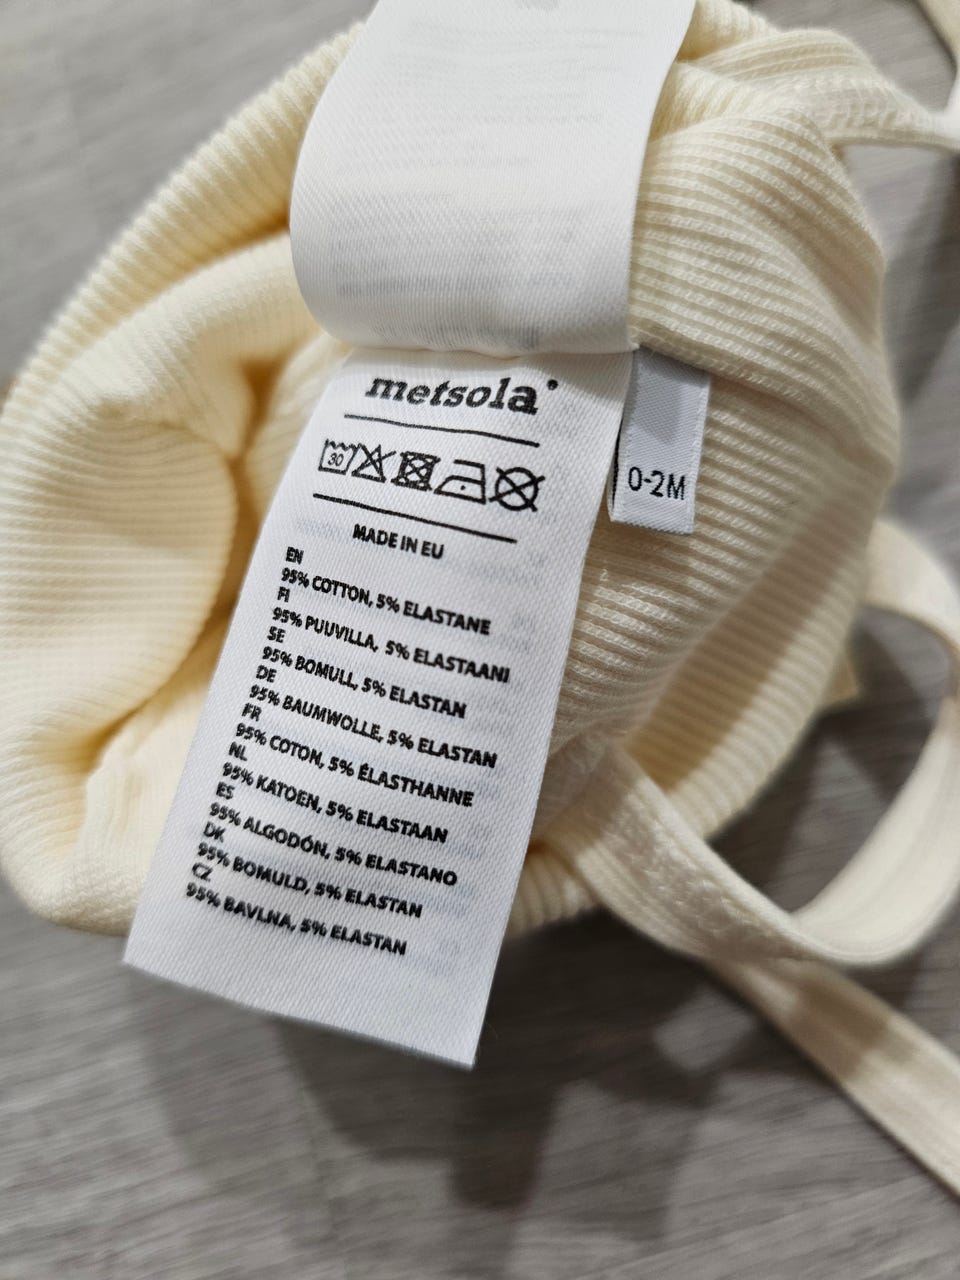 metsola®
30
MADE IN EU
EN
95% COTTON, 5% ELASTANE
FI
95% PUUVILLA, 5% ELASTAANI
SE
95% BOMULL, 5% ELASTAN
DE
95% BAUMWOLLE, 5% ELASTAN
FR
95% COTON, 5% ÉLASTHANNE
NL
95% KATOEN, 5% ELASTAAN
ES
95% ALGODÓN, 5% ELASTANO
DK
95% BOMULD, 5% ELASTAN
CZ
95% BAVLNA, 5% ELASTAN
0-2M